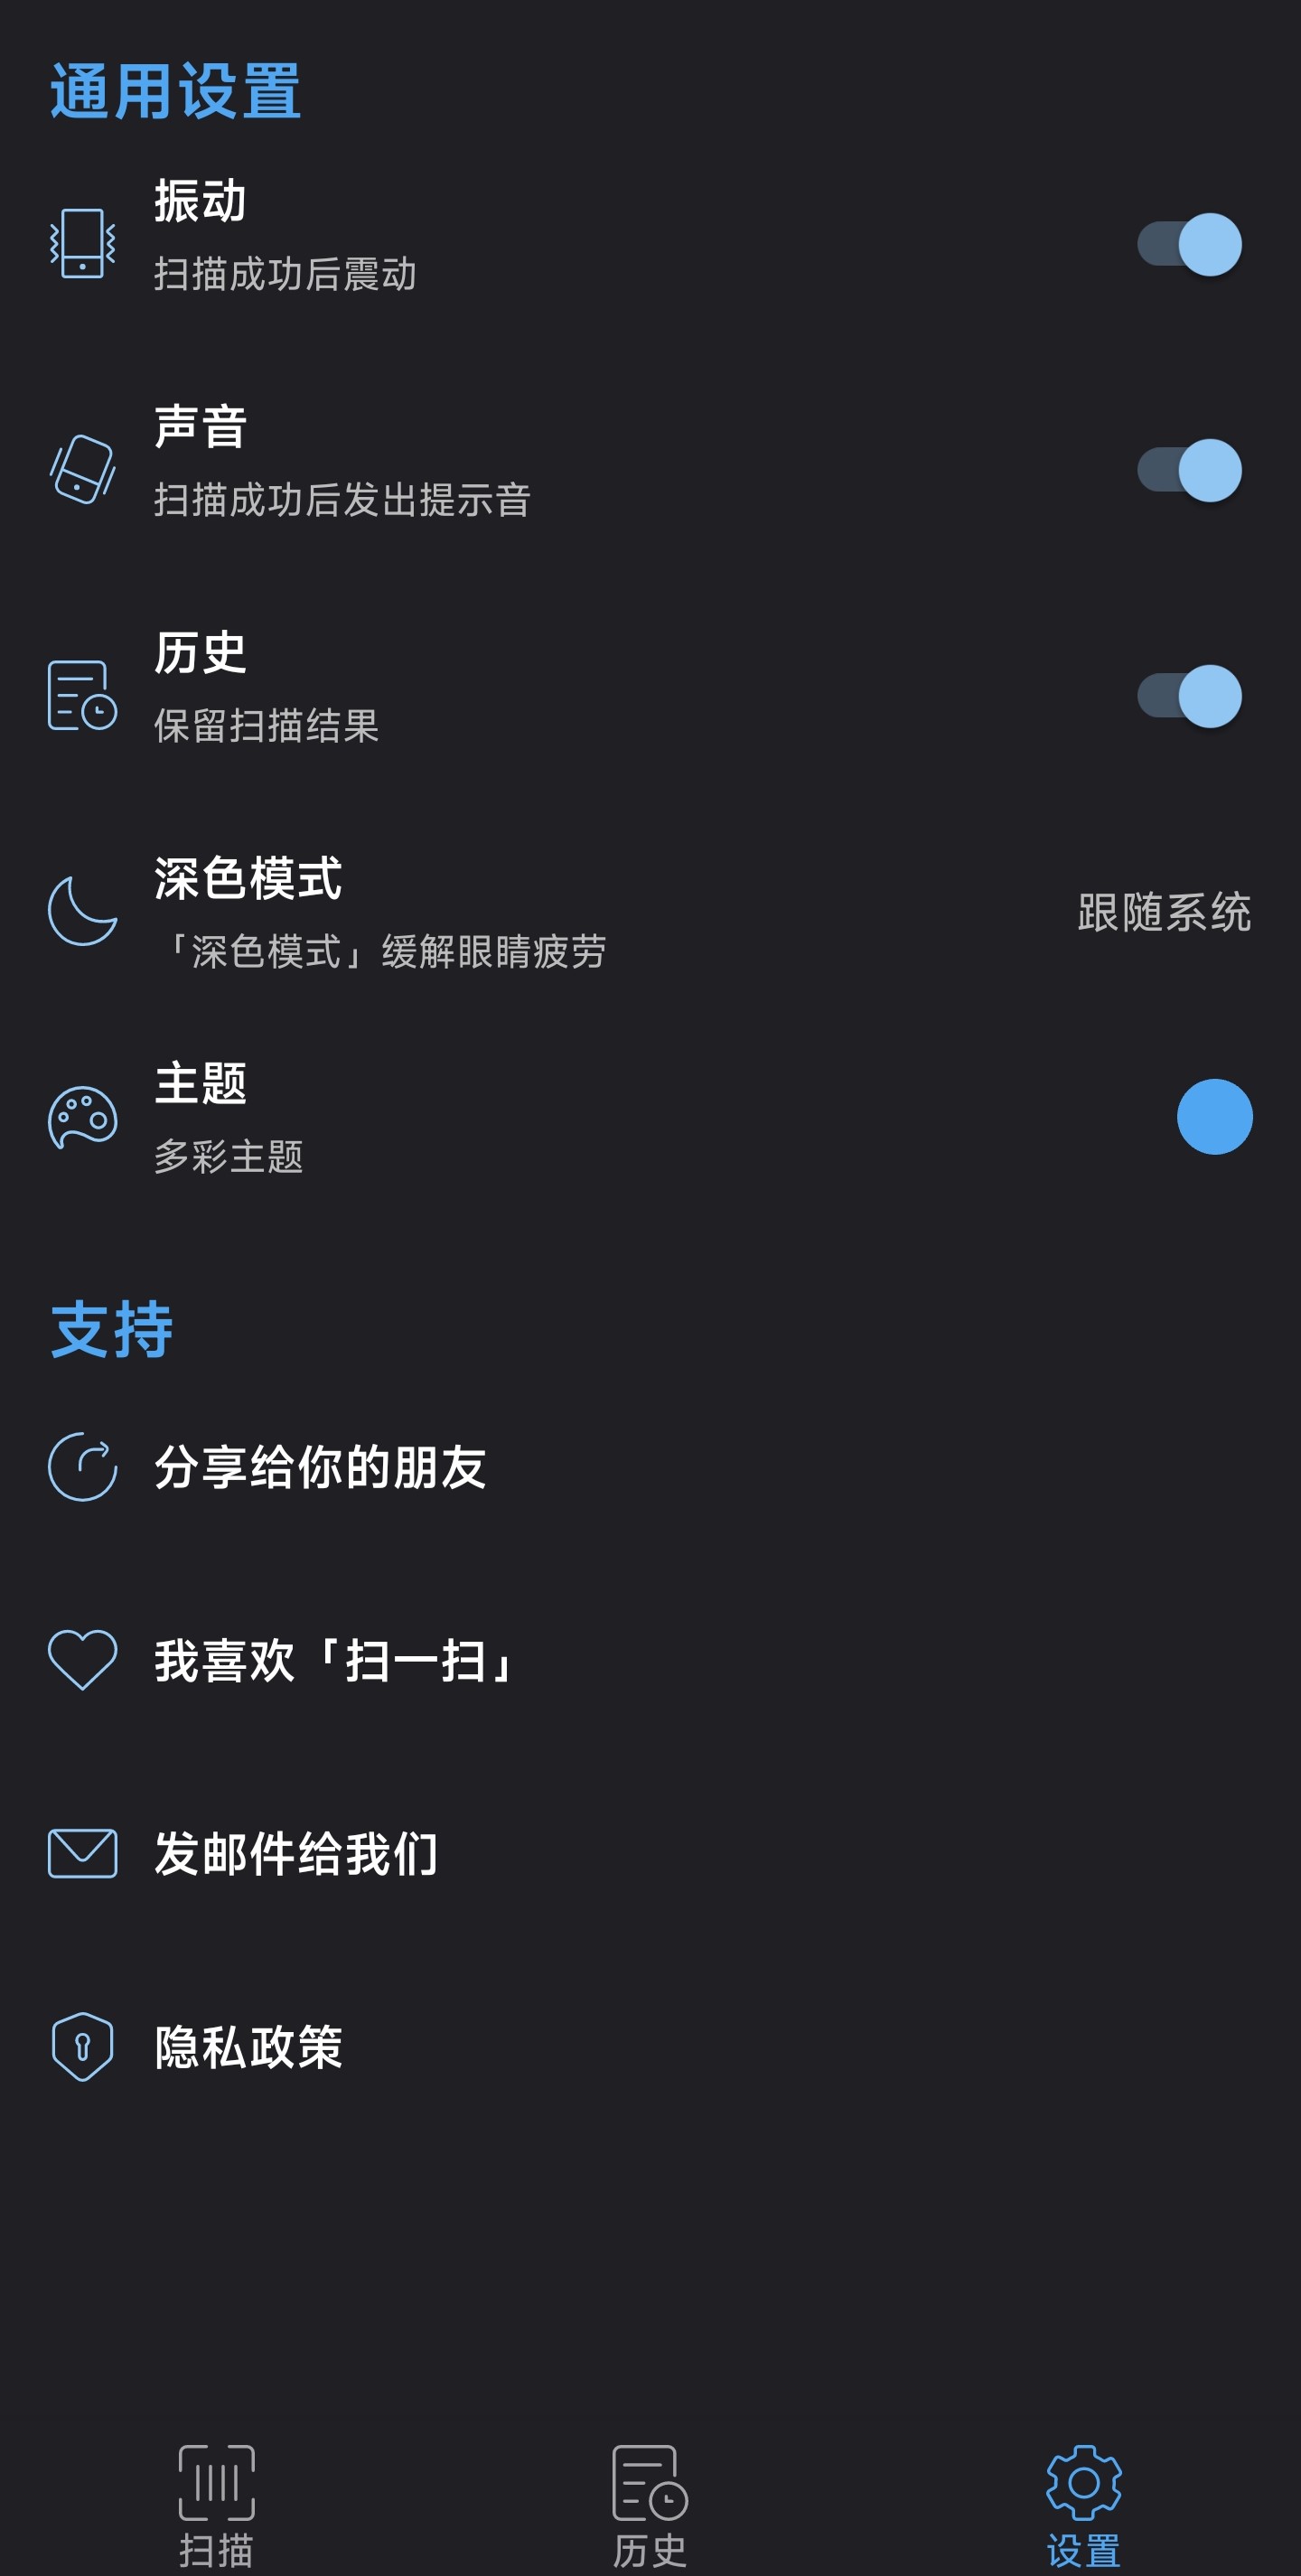 通用设置
振动
扫描成功后震动
声音
扫描成功后发出提示音
历史
保留扫描结果
深色模式
「深色模式」缓解眼睛疲劳
跟随系统
主题
多彩主题
支持
分享给你的朋友
我喜欢「扫一扫」
发邮件给我们
隐私政策
扫描
历史
设置